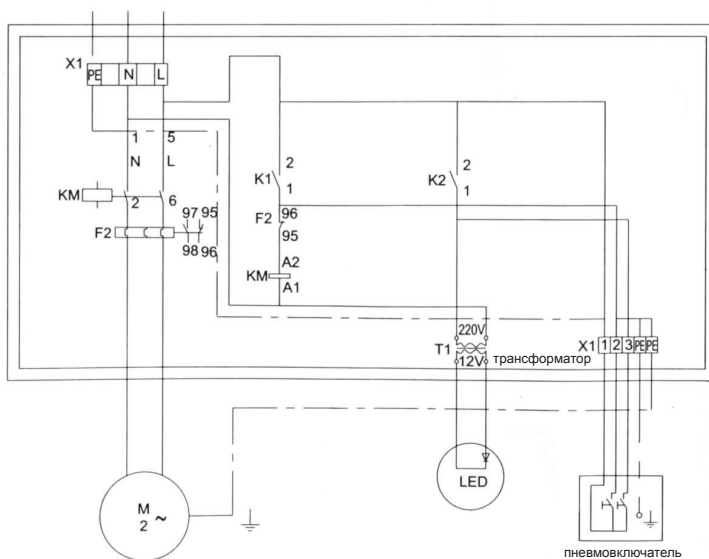 X1 PE N L
1 5
N L
KM 2 6
F2 97 95
98 96
K1 2
1
F2 96
95
KM A2
A1
K2 2
1
220V
T1 12V трансформатор
X1 1 2 3 PE PE
M
2 ~
LED
пневмовключатель